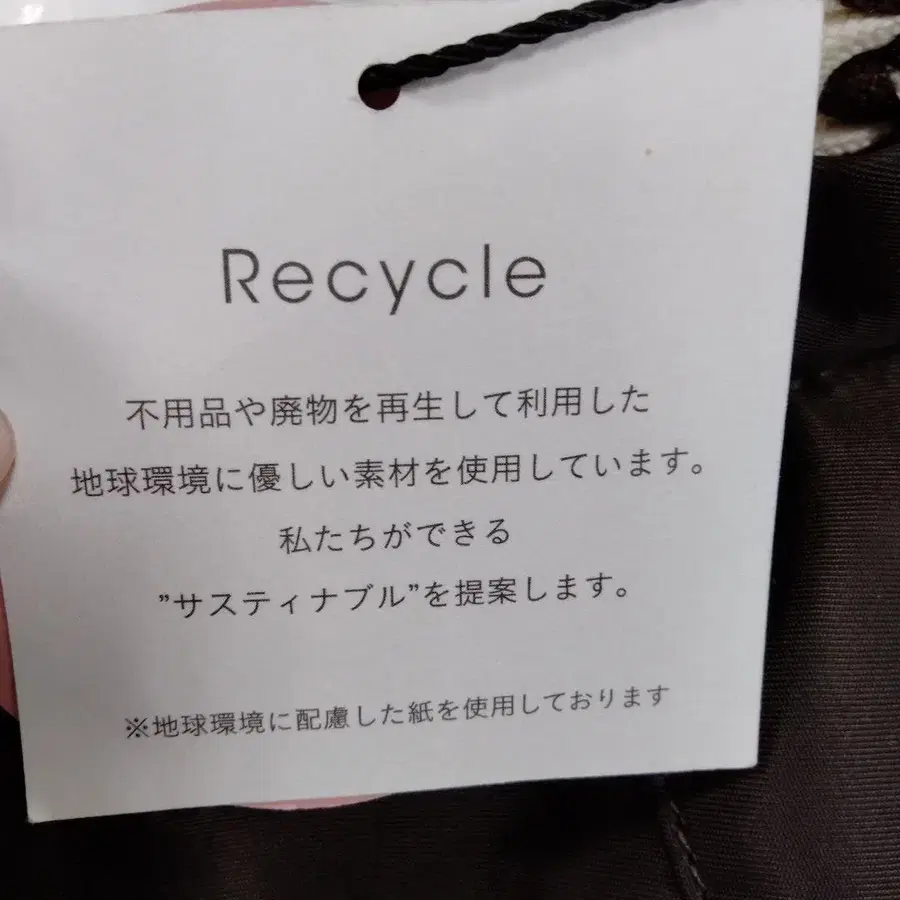 Recycle
不用品や廃物を再生して利用した
地球環境に優しい素材を使用しています。
私たちができる
”サスティナブル”を提案します。
※地球環境に配慮した紙を使用しております